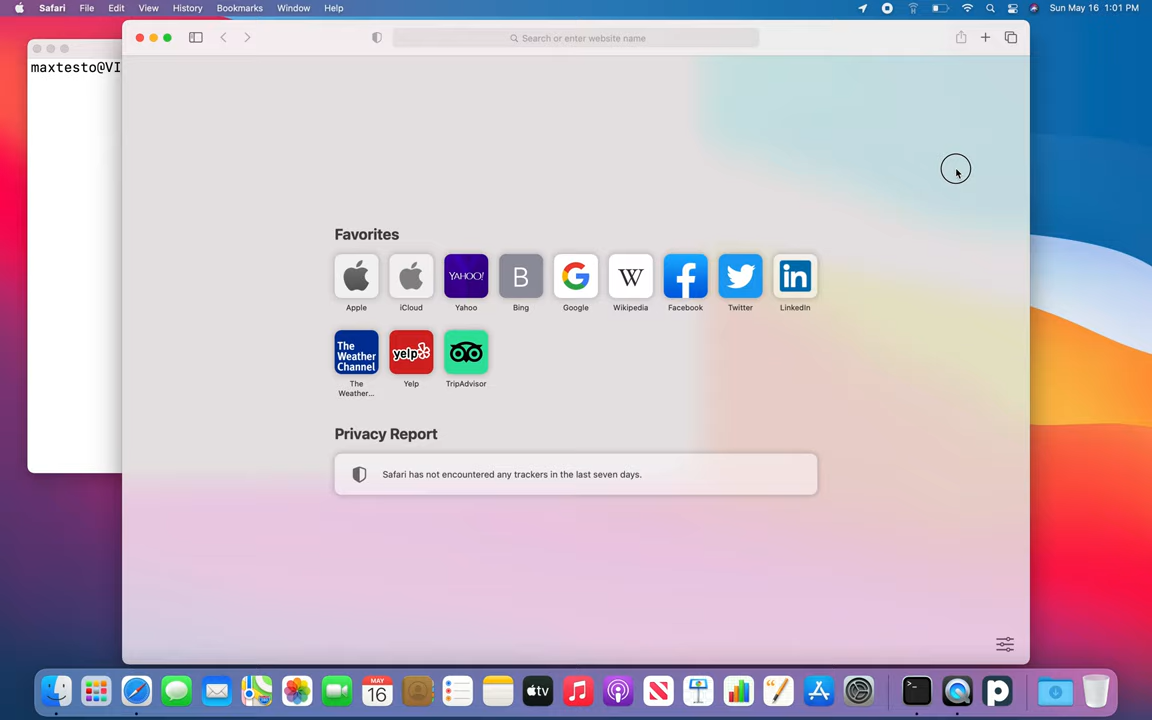 Safari File Edit View History Bookmarks Window Help
Sun May 16 1:01 PM
Search or enter website name
maxtesto@VI
Favorites
YAHOO!
B
G
W
f
in
Apple iCloud Yahoo Bing Google Wikipedia Facebook Twitter LinkedIn
The
Weather
Channel
yelp
The
Weather...
Yelp TripAdvisor
Privacy Report
Safari has not encountered any trackers in the last seven days.
MAY
16
tv